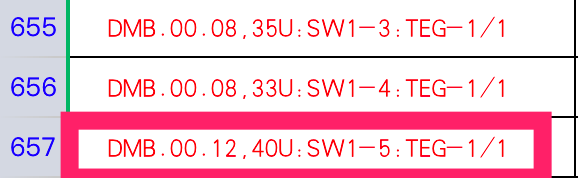 655 DMB.00.08,35U:SW1-3:TEG-1/1
656 DMB.00.08,33U:SW1-4:TEG-1/1
657 DMB.00.12,40U:SW1-5:TEG-1/1